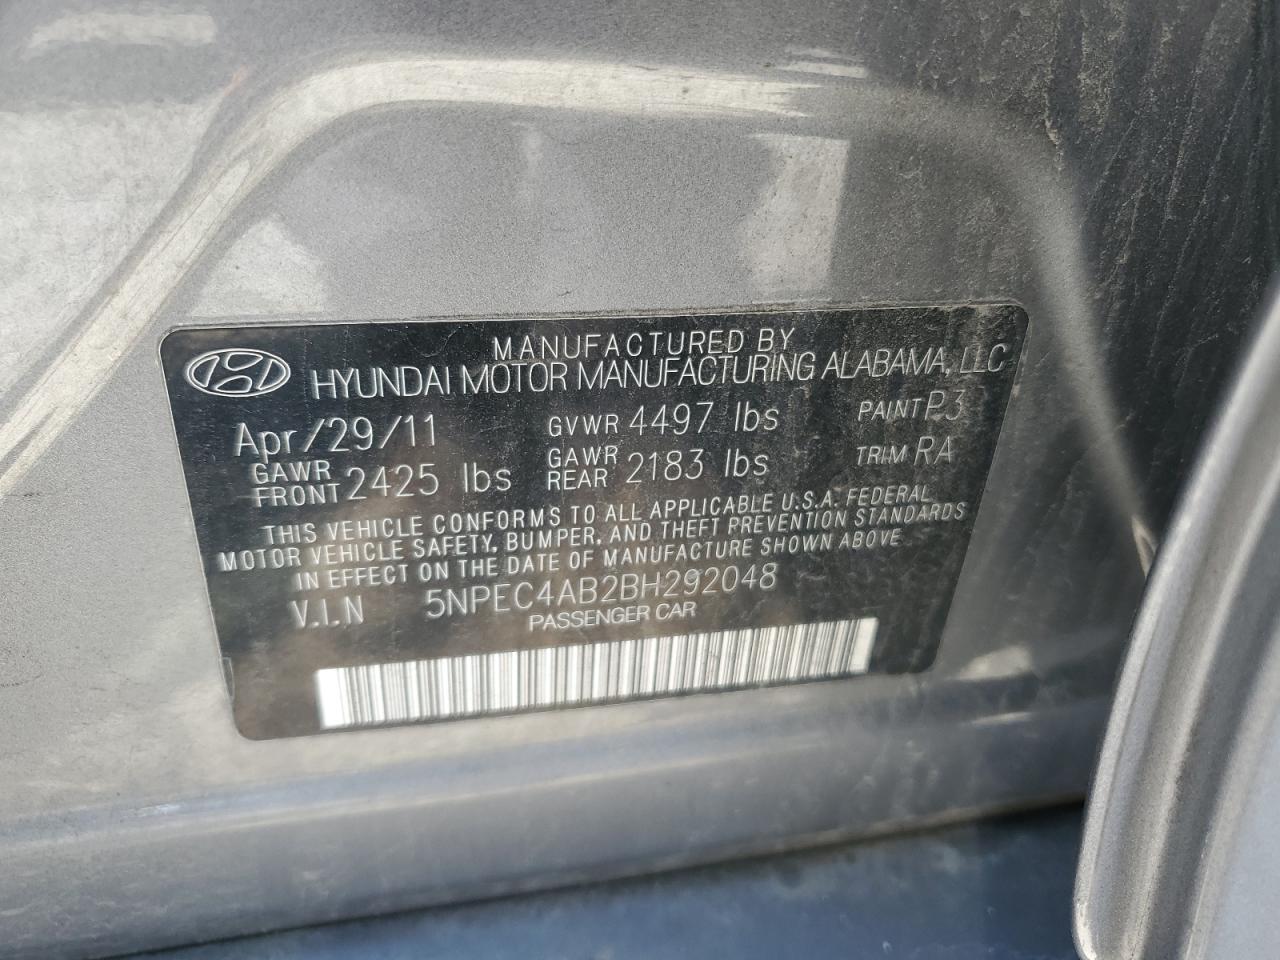 MANUFACTURED BY
HYUNDAI MOTOR MANUFACTURING ALABAMA, LLC
Apr/29/11 GVWR 4497 lbs PAINT P3
GAWR FRONT 2425 lbs GAWR REAR 2183 lbs TRIM RA
THIS VEHICLE CONFORMS TO ALL APPLICABLE U.S.A. FEDERAL
MOTOR VEHICLE SAFETY, BUMPER, AND THEFT PREVENTION STANDARDS
IN EFFECT ON THE DATE OF MANUFACTURE SHOWN ABOVE
V.I.N 5NPEC4AB2BH292048
PASSENGER CAR